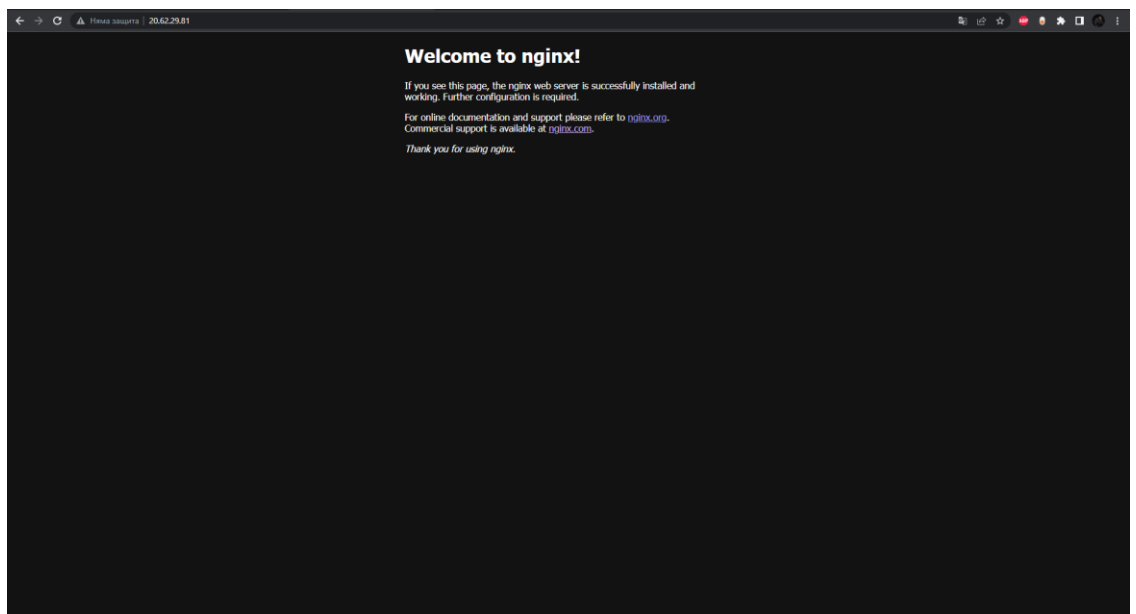 Няма защита | 20.62.29.81
Welcome to nginx!
If you see this page, the nginx web server is successfully installed and
working. Further configuration is required.
For online documentation and support please refer to nginx.org.
Commercial support is available at nginx.com.
Thank you for using nginx.